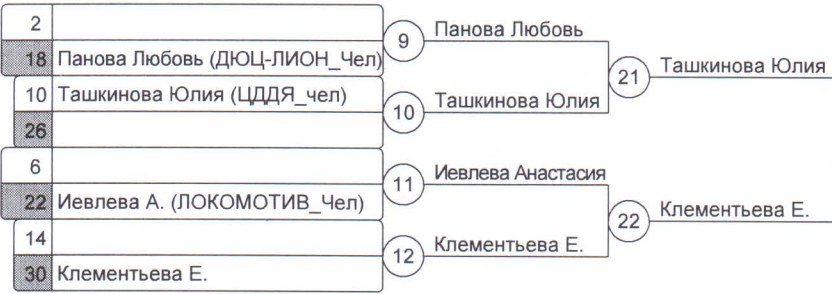 2
18 Панова Любовь (ДЮЦ-ЛИОН_Чел)
9 Панова Любовь
10 Ташкинова Юлия (ЦДДЯ_чел)
26
10 Ташкинова Юлия
21 Ташкинова Юлия
6
22 Иевлева А. (ЛОКОМОТИВ_Чел)
11 Иевлева Анастасия
14
30 Клементьева Е.
12 Клементьева Е.
22 Клементьева Е.